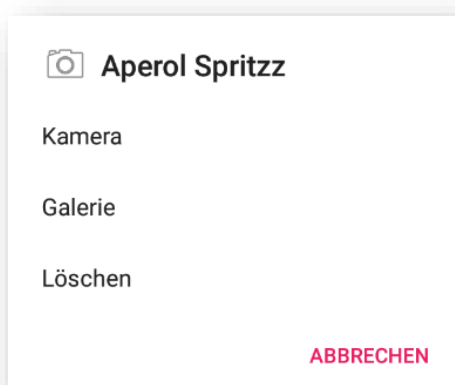 Aperol Spritzz
Kamera
Galerie
Löschen
ABBRECHEN